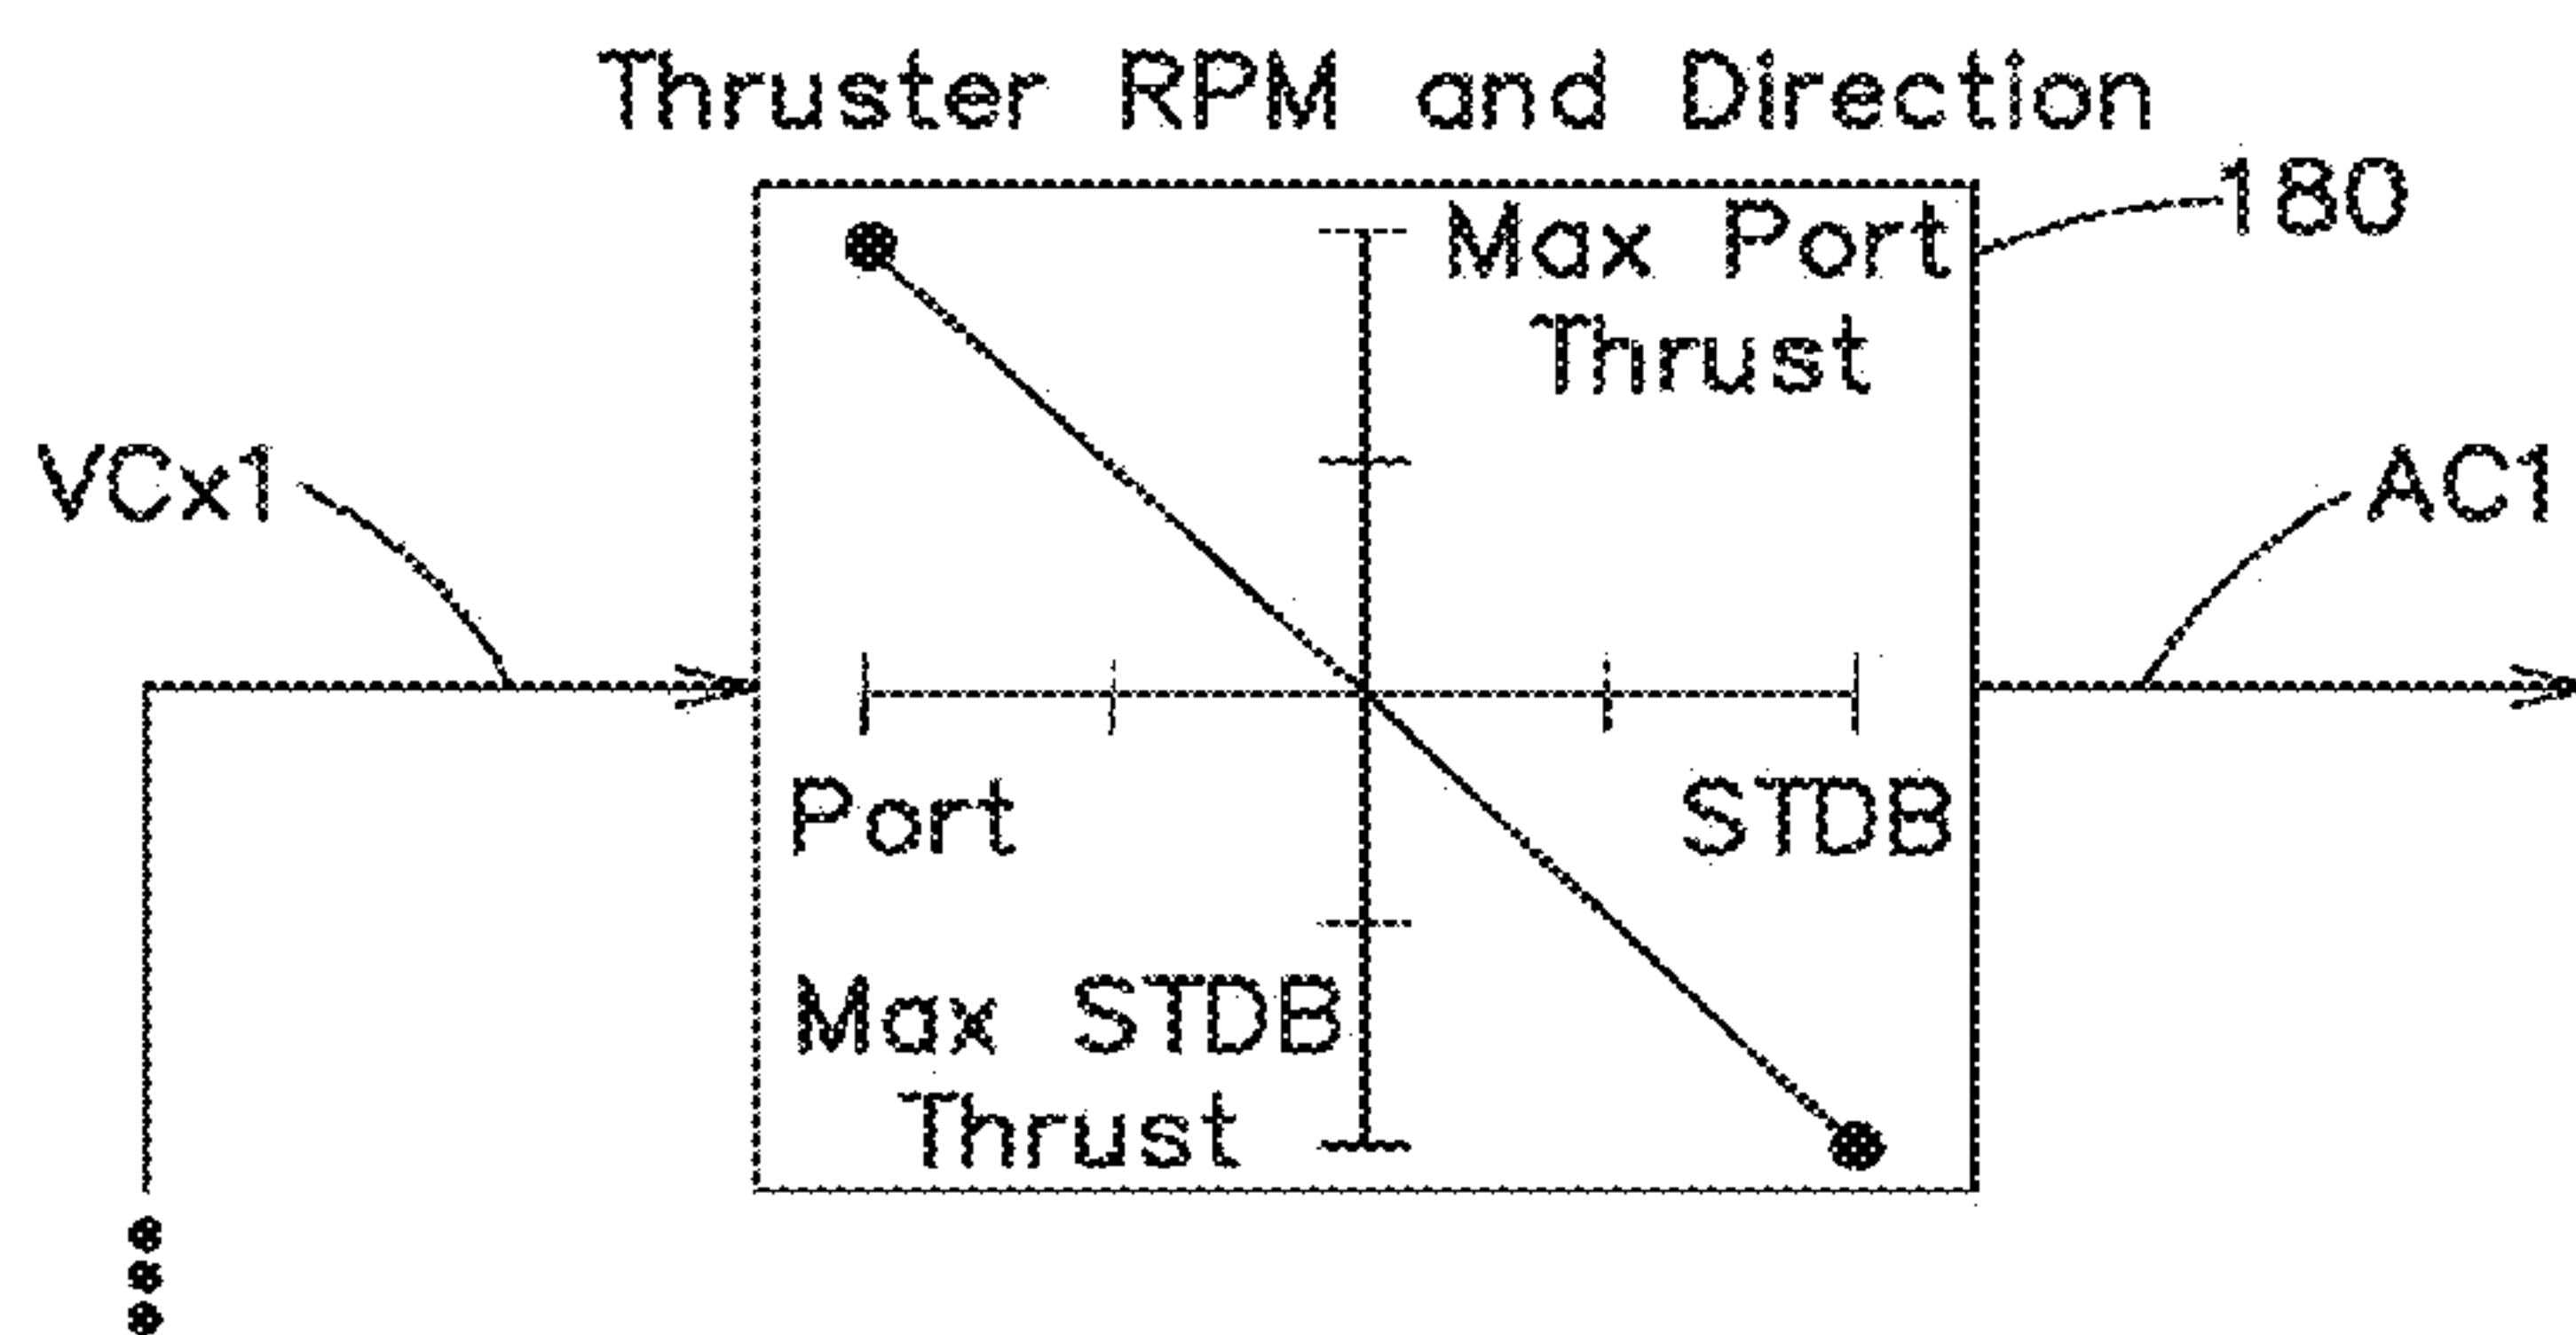 Thruster RPM and Direction
180
Max Port
Thrust
VCx1
AC1
Port
STDB
Max STDB
Thrust